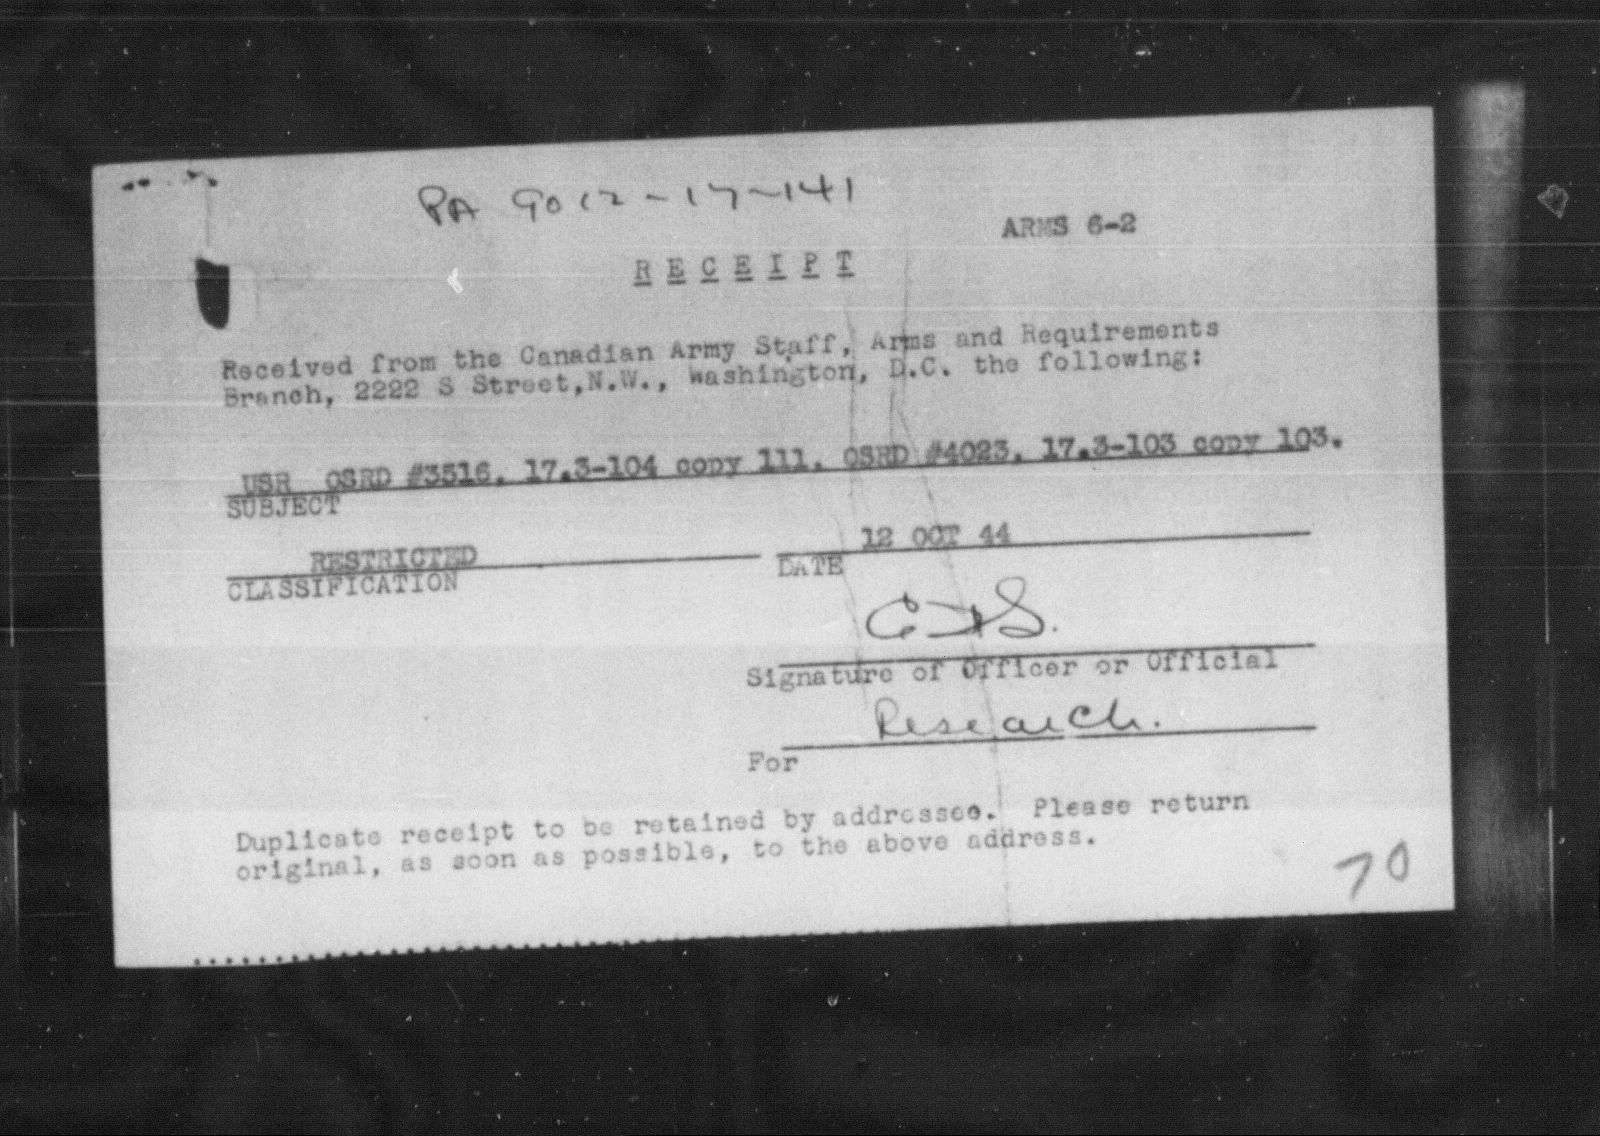 PA 9012-17-141
ARMS 6-2
RECEIPT
Received from the Canadian Army Staff, Arms and Requirements
Branch, 2222 S Street,N.W., Washington, D.C. the following:
USR OSRD #3516, 17.3-104 copy 111, OSRD #4023, 17.3-103 copy 103.
SUBJECT
RESTRICTED
12 OCT 44
CLASSIFICATION
DATE
Signature of Officer or Official
Research.
For
Duplicate receipt to be retained by addressee. Please return
original, as soon as possible, to the above address.
70